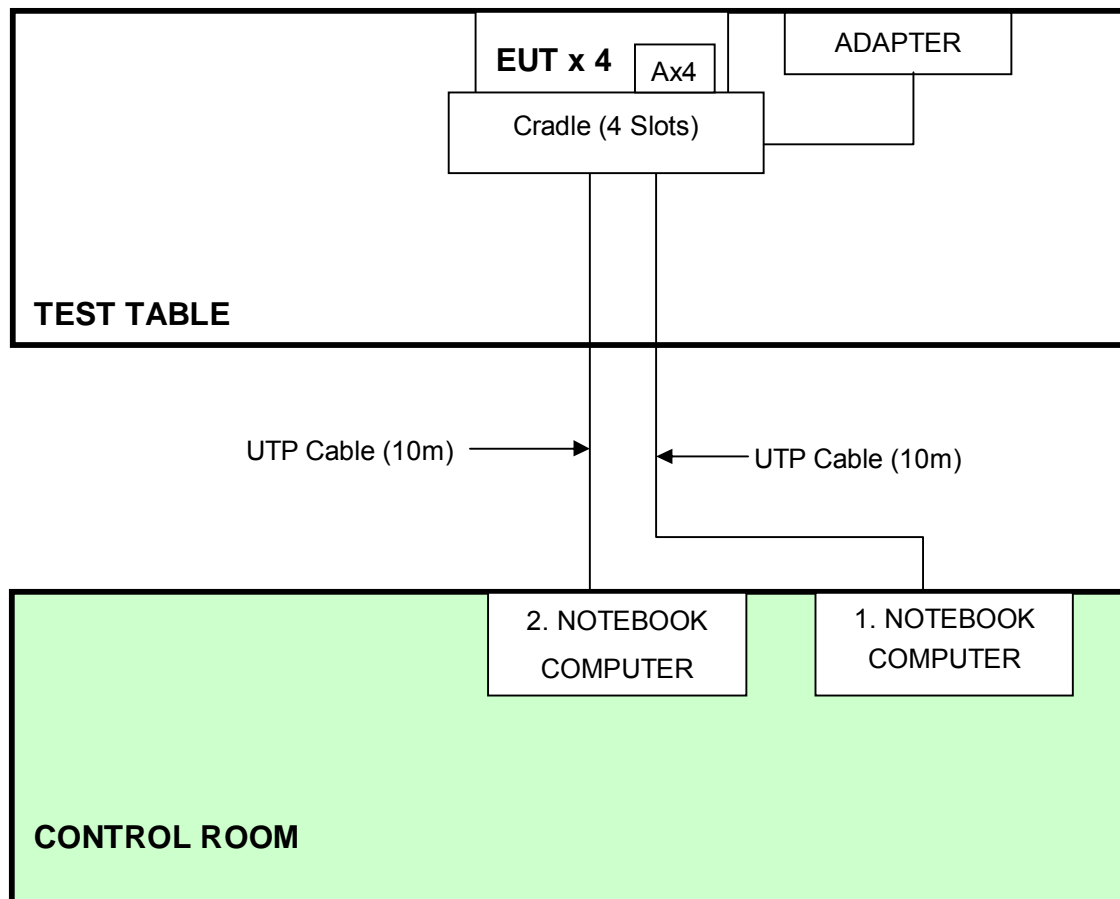 ADAPTER
EUT x 4
Ax4
Cradle (4 Slots)
TEST TABLE
UTP Cable (10m)
UTP Cable (10m)
2. NOTEBOOK
COMPUTER
1. NOTEBOOK
COMPUTER
CONTROL ROOM